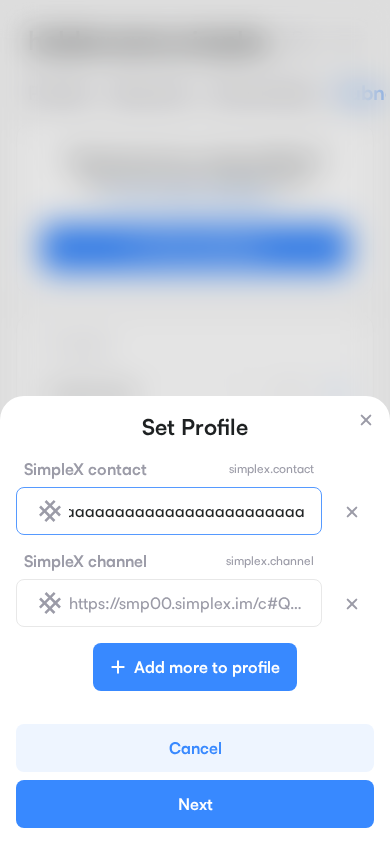 Set Profile
SimpleX contact simplex.contact
aaaaaaaaaaaaaaaaaaaaaaaaa
SimpleX channel simplex.channel
https://smp00.simplex.im/c#Q...
Add more to profile
Cancel
Next